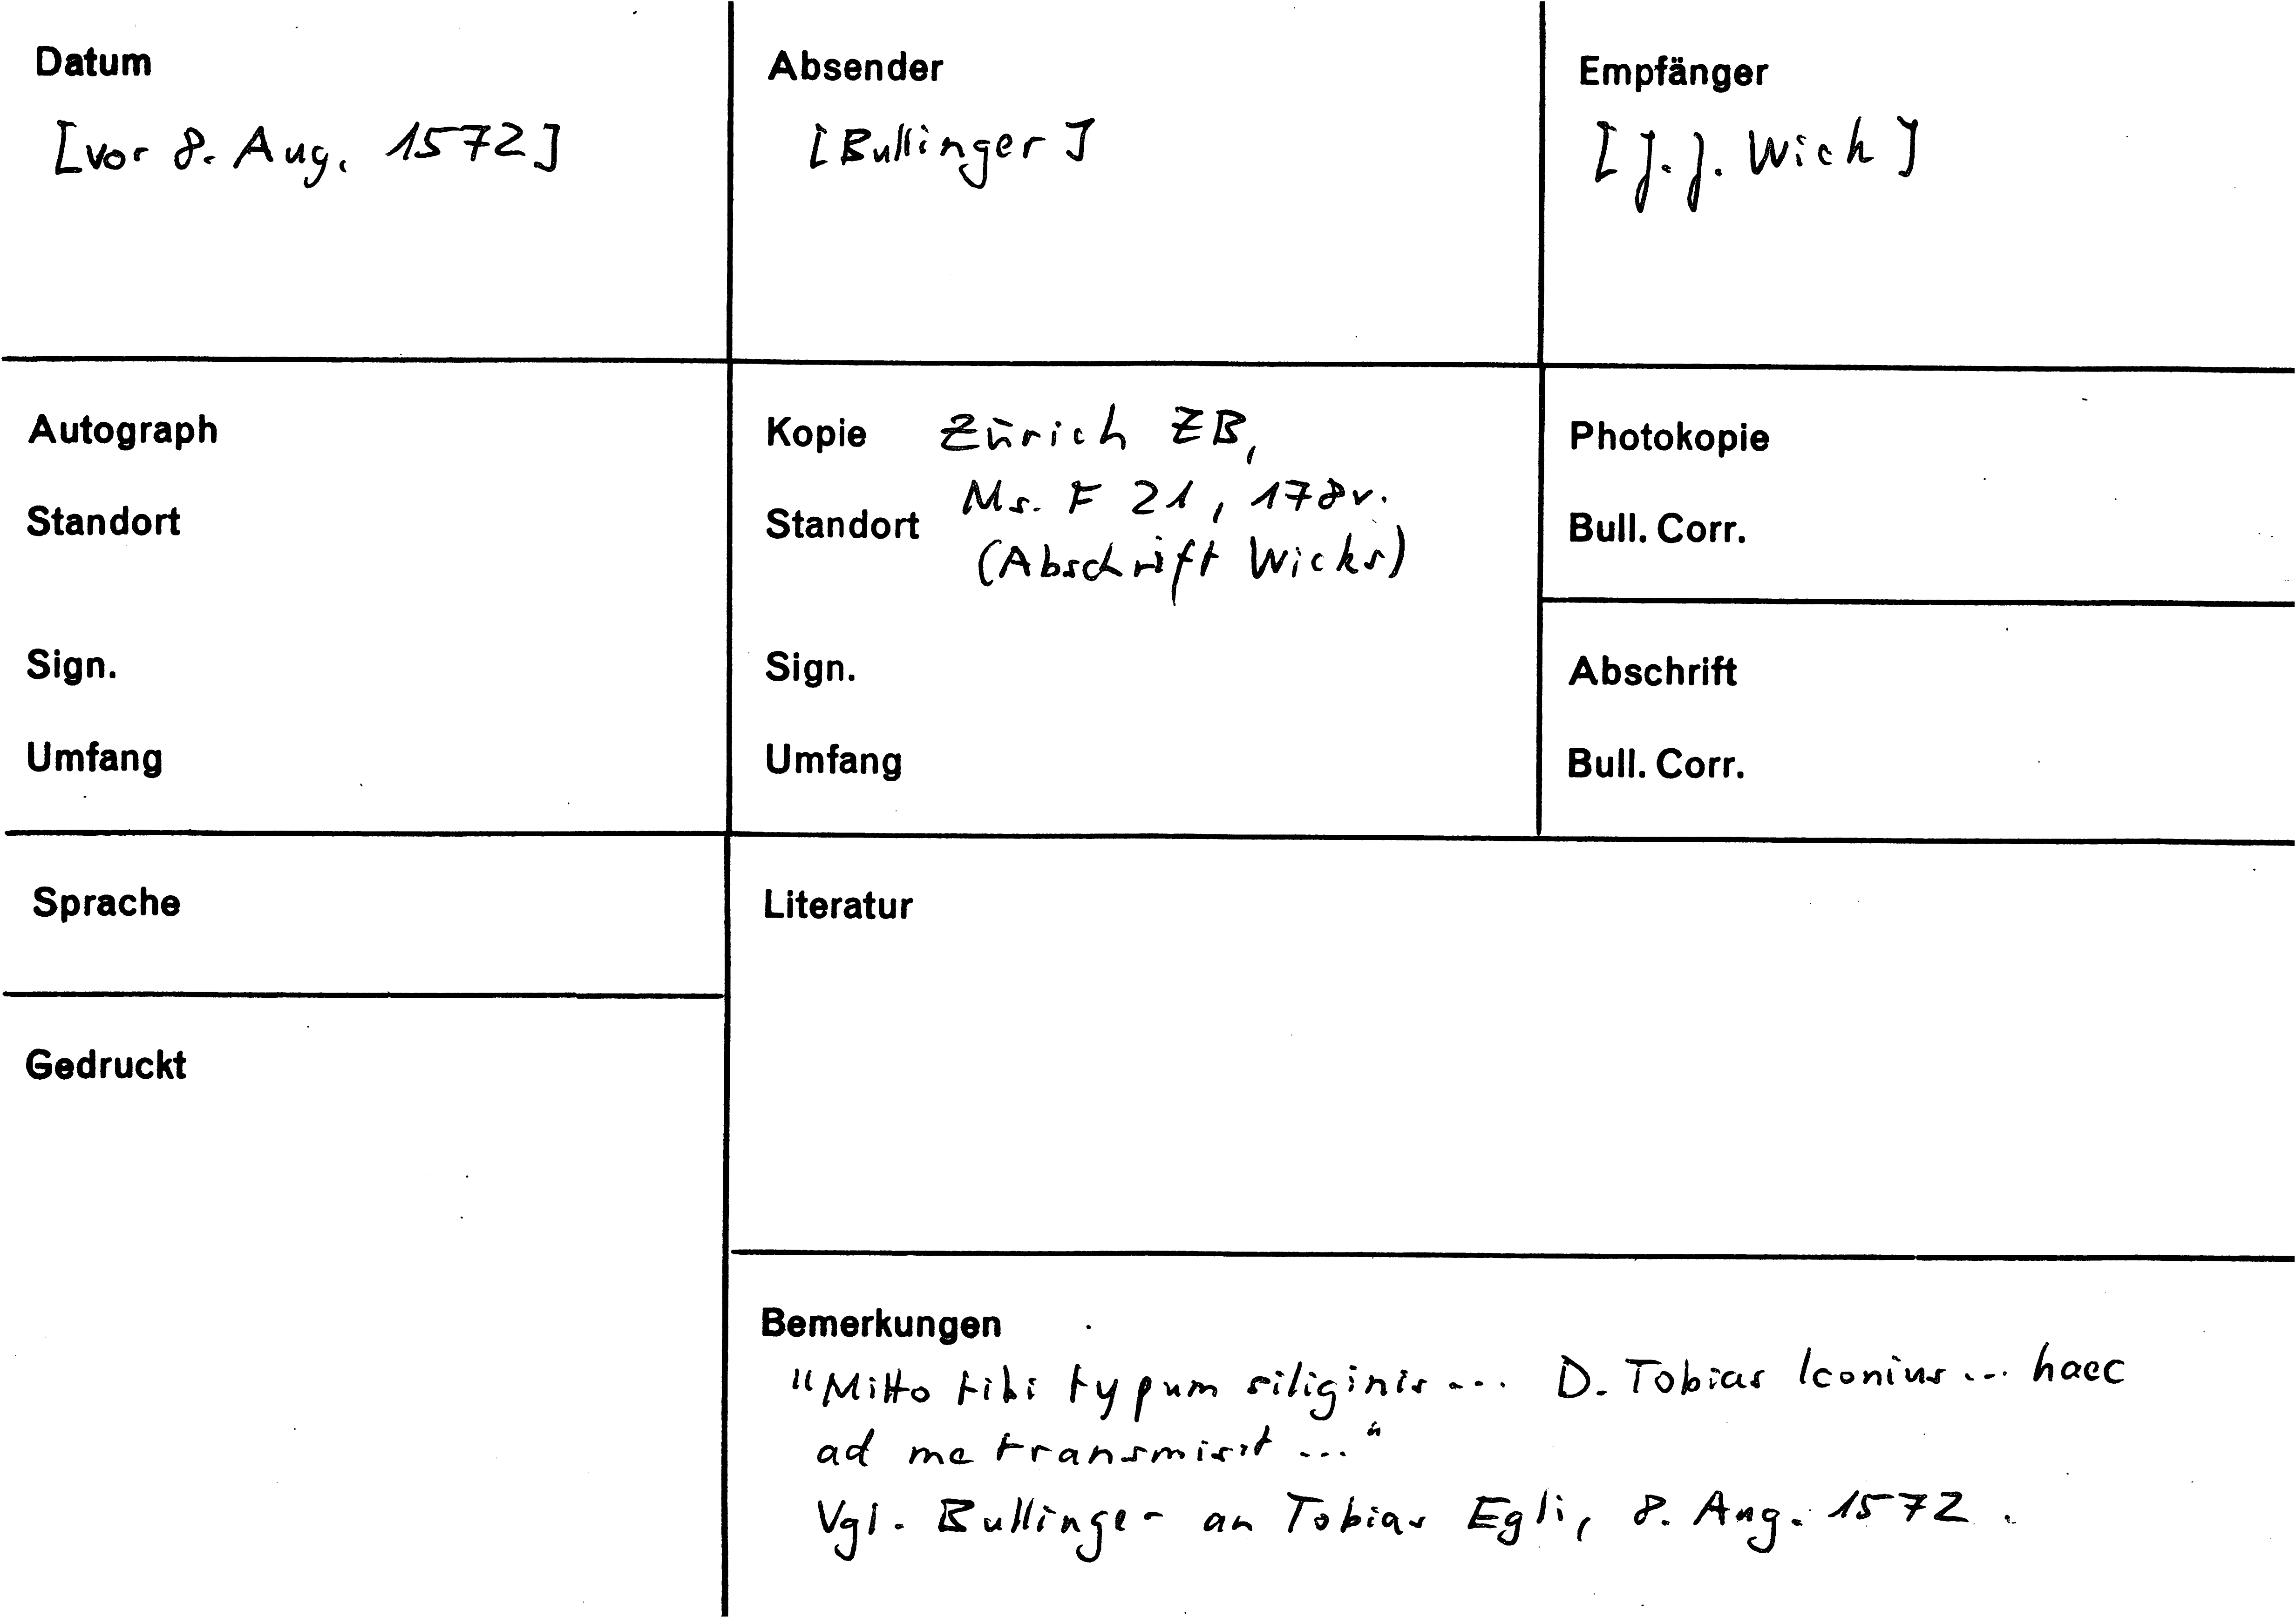 Datum
[vor 8. Aug. 1572]
Absender
[Bullinger]
Empfänger
[J. J. Wick]
Autograph
Standort
Sign.
Umfang
Kopie Zürich ZB,
Ms. F 21, 178v.
Standort
(Abschrift Wicks)
Sign.
Umfang
Photokopie
Bull. Corr.
Abschrift
Bull. Corr.
Sprache
Gedruckt
Literatur
Bemerkungen
"Mitto tibi typum siliginis... D. Tobias Iconius... haec
ad me transmisit ..."
Vgl. Bullinger an Tobias Egli, 8. Aug. 1572.